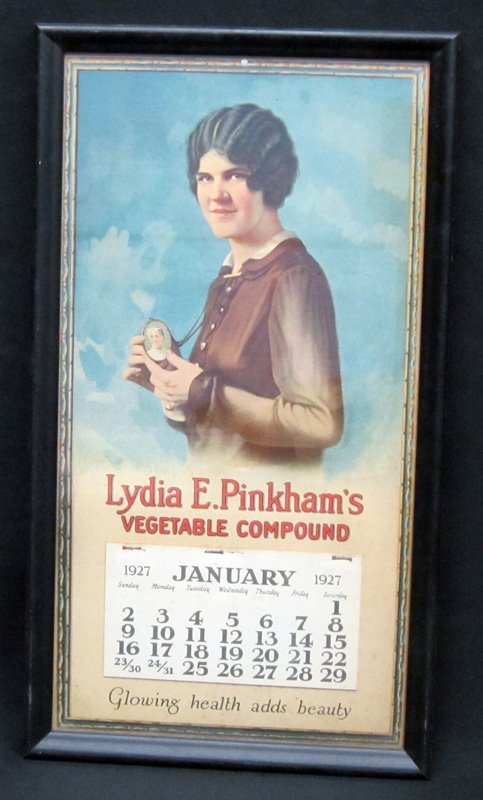 Lydia E. Pinkham's
VEGETABLE COMPOUND
1927 JANUARY 1927
Sunday Monday Tuesday Wednesday Thursday Friday Saturday
1
2 3 4 5 6 7 8
9 10 11 12 13 14 15
16 17 18 19 20 21 22
23/30 24/31 25 26 27 28 29
Glowing health adds beauty